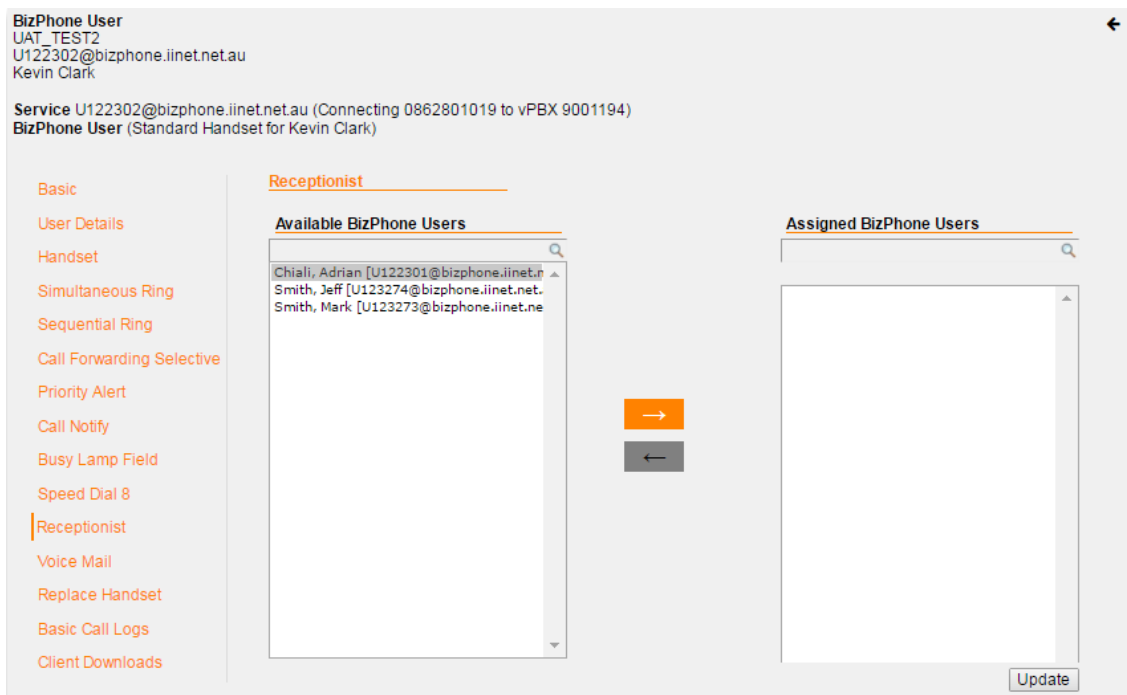 BizPhone User
UAT_TEST2
U122302@bizphone.iinet.net.au
Kevin Clark
Service U122302@bizphone.iinet.net.au (Connecting 0862801019 to vPBX 9001194)
BizPhone User (Standard Handset for Kevin Clark)
Basic
User Details
Handset
Simultaneous Ring
Sequential Ring
Call Forwarding Selective
Priority Alert
Call Notify
Busy Lamp Field
Speed Dial 8
Receptionist
Voice Mail
Replace Handset
Basic Call Logs
Client Downloads
Receptionist
Available BizPhone Users
Chiali, Adrian [U122301@bizphone.iinet.n
Smith, Jeff [U123274@bizphone.iinet.net.
Smith, Mark [U123273@bizphone.iinet.ne
→
←
Assigned BizPhone Users
Update